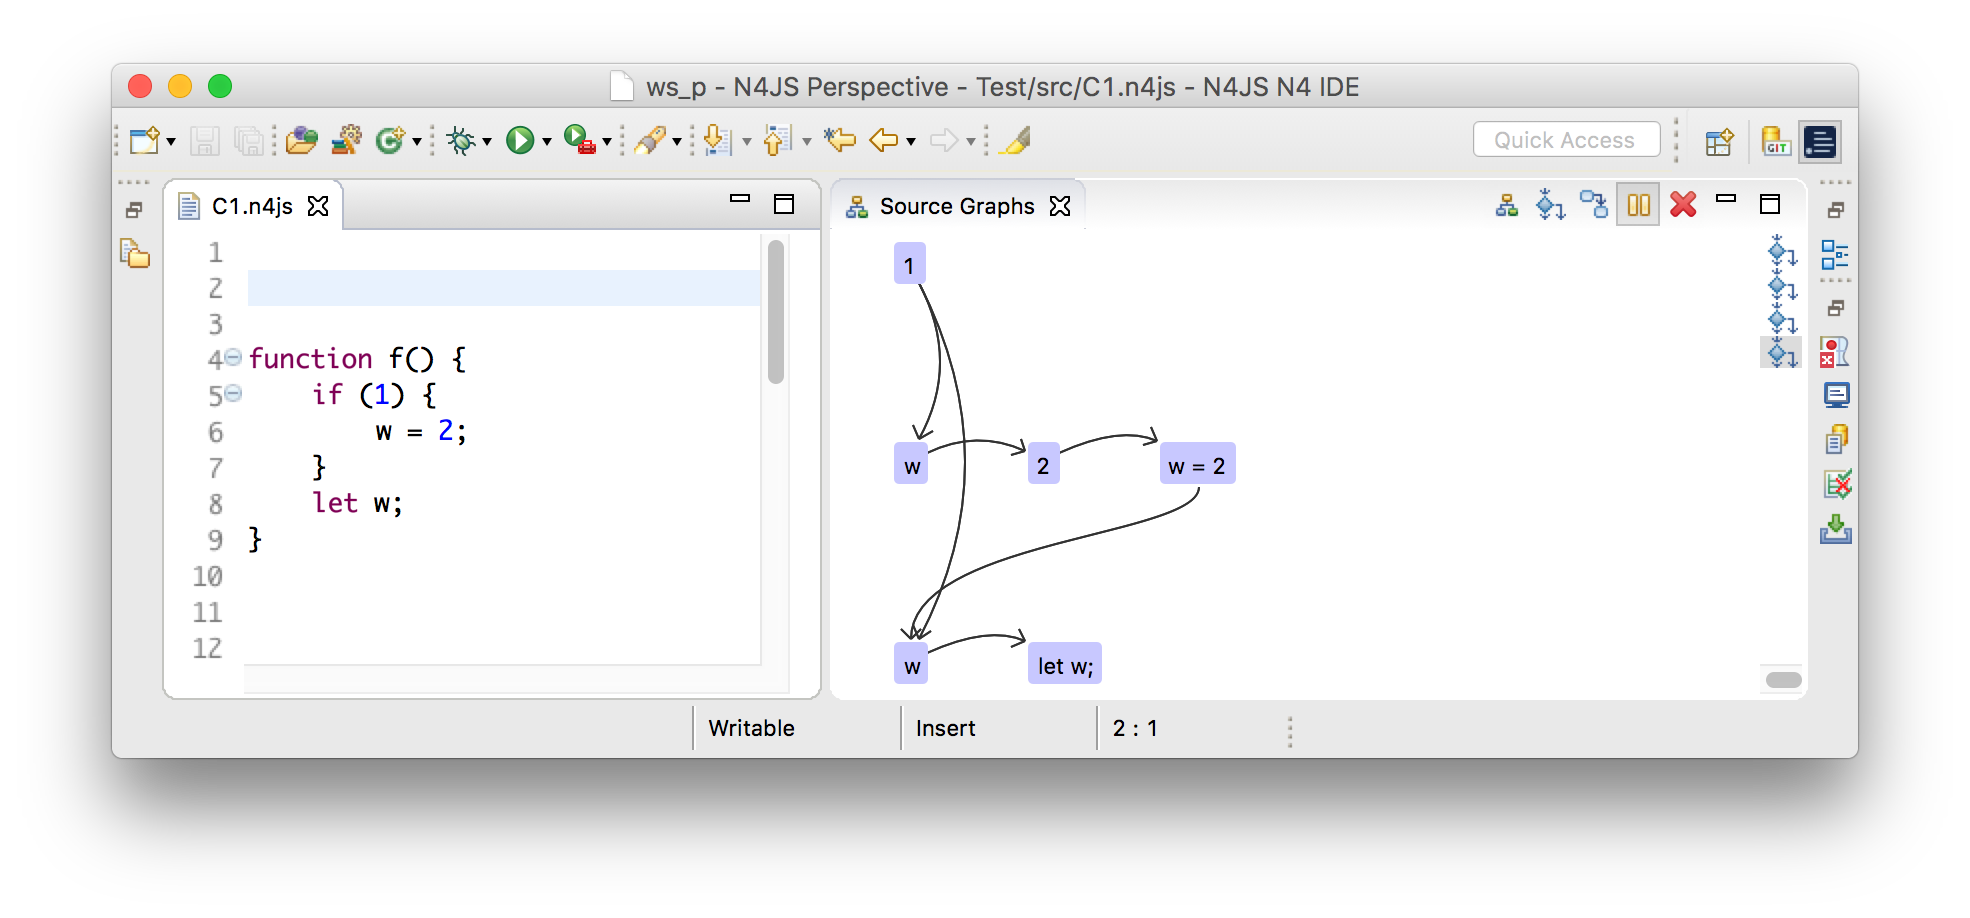 ws_p - N4JS Perspective - Test/src/C1.n4js - N4JS N4 IDE
Quick Access
GIT
C1.n4js
1
2
3
4 function f() {
5 if (1) {
6 w = 2;
7 }
8 let w;
9 }
10
11
12
Source Graphs
1
w 2 w = 2
w let w;
Writable Insert 2 : 1